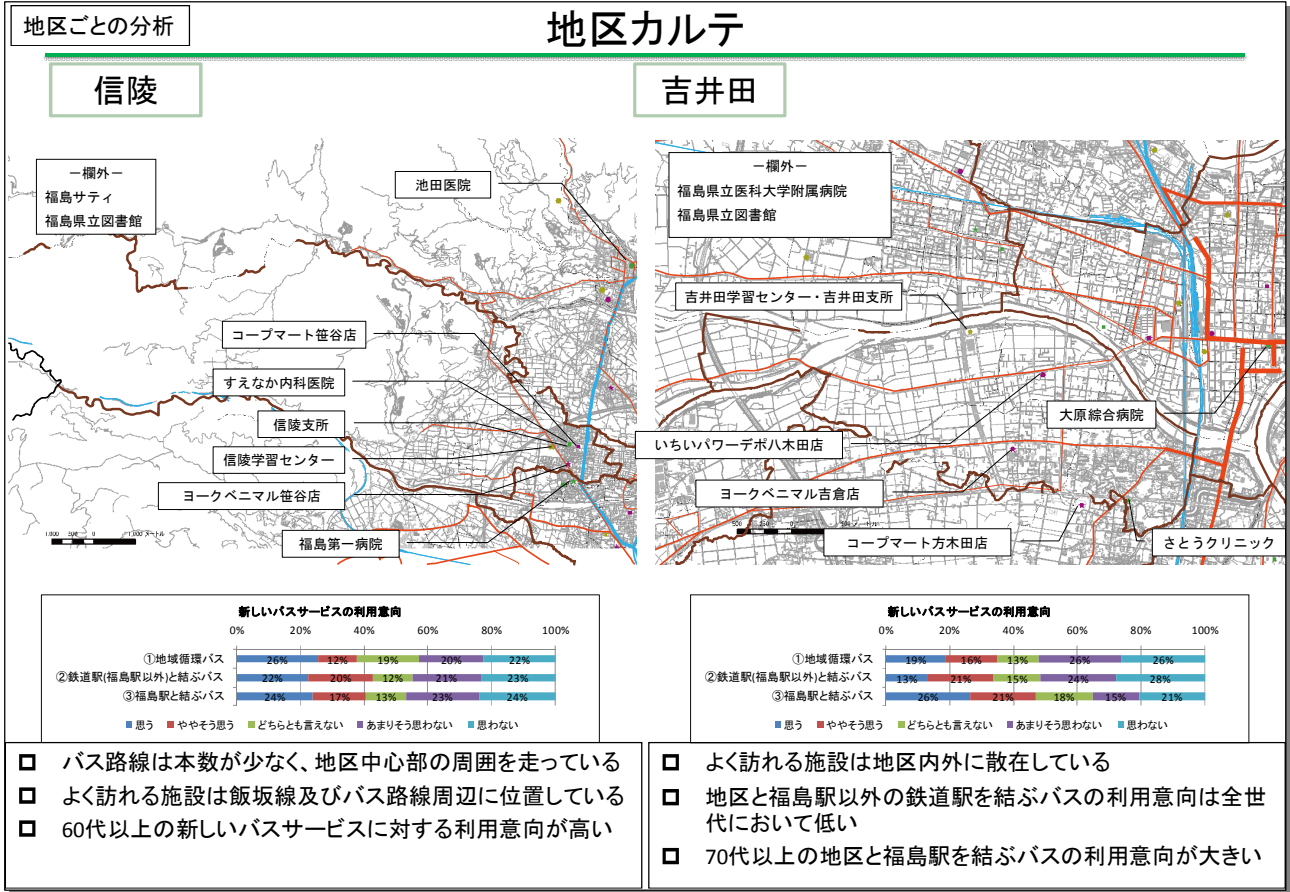 地区ごとの分析
地区カルテ
信陵
－欄外－
福島サティ
福島県立図書館
池田医院
コープマート笹谷店
すえなか内科医院
信陵支所
信陵学習センター
ヨークベニマル笹谷店
福島第一病院
1,000 500 0 1,000 メートル
新しいバスサービスの利用意向
0% 20% 40% 60% 80% 100%
①地域循環バス 26% 12% 19% 20% 22%
②鉄道駅(福島駅以外)と結ぶバス 22% 20% 12% 21% 23%
③福島駅と結ぶバス 24% 17% 13% 23% 24%
思う ややそう思う どちらとも言えない あまりそう思わない 思わない
バス路線は本数が少なく、地区中心部の周囲を走っている
よく訪れる施設は飯坂線及びバス路線周辺に位置している
60代以上の新しいバスサービスに対する利用意向が高い
吉井田
－欄外－
福島県立医科大学附属病院
福島県立図書館
吉井田学習センター・吉井田支所
大原綜合病院
いちいパワーデポ八木田店
ヨークベニマル吉倉店
コープマート方木田店
さとうクリニック
500 250 0 500 メートル
新しいバスサービスの利用意向
0% 20% 40% 60% 80% 100%
①地域循環バス 19% 16% 13% 26% 26%
②鉄道駅(福島駅以外)と結ぶバス 13% 21% 15% 24% 28%
③福島駅と結ぶバス 26% 21% 18% 15% 21%
思う ややそう思う どちらとも言えない あまりそう思わない 思わない
よく訪れる施設は地区内外に散在している
地区と福島駅以外の鉄道駅を結ぶバスの利用意向は全世
代において低い
70代以上の地区と福島駅を結ぶバスの利用意向が大きい